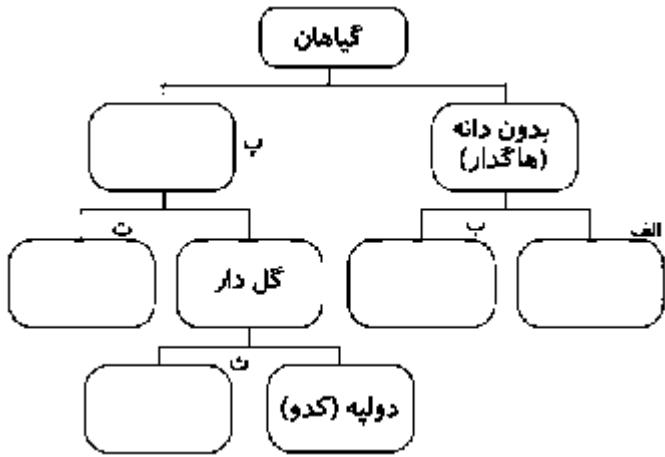 گیاهان
بدون دانه
(هاگدار)
پ
الف
ب
ت
گل دار
ث
دولپه (کدو)